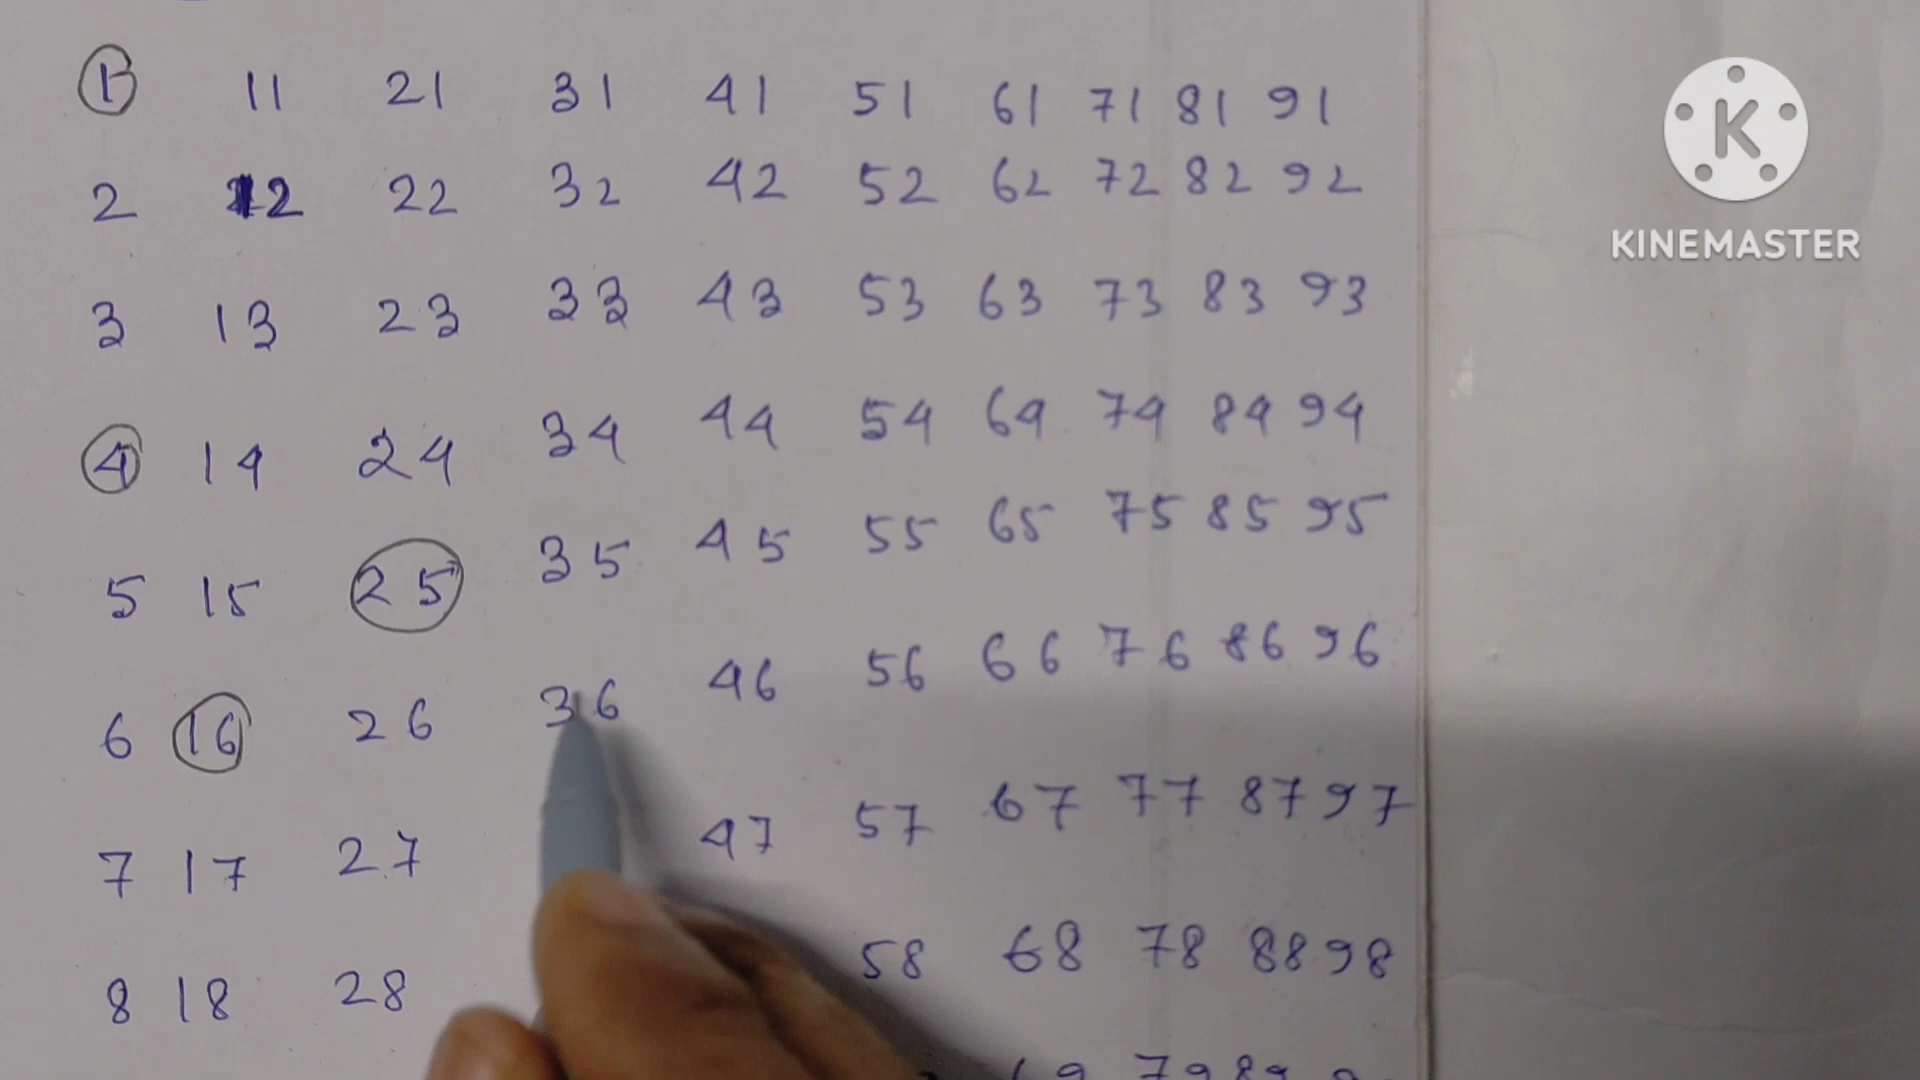 1 11 21 31 41 51 61 71 81 91
2 12 22 32 42 52 62 72 82 92
3 13 23 33 43 53 63 73 83 93
4 14 24 34 44 54 64 74 84 94
5 15 25 35 45 55 65 75 85 95
6 16 26 36 46 56 66 76 86 96
7 17 27 47 57 67 77 87 97
8 18 28 58 68 78 88 98
69 79 89
K
KINEMASTER